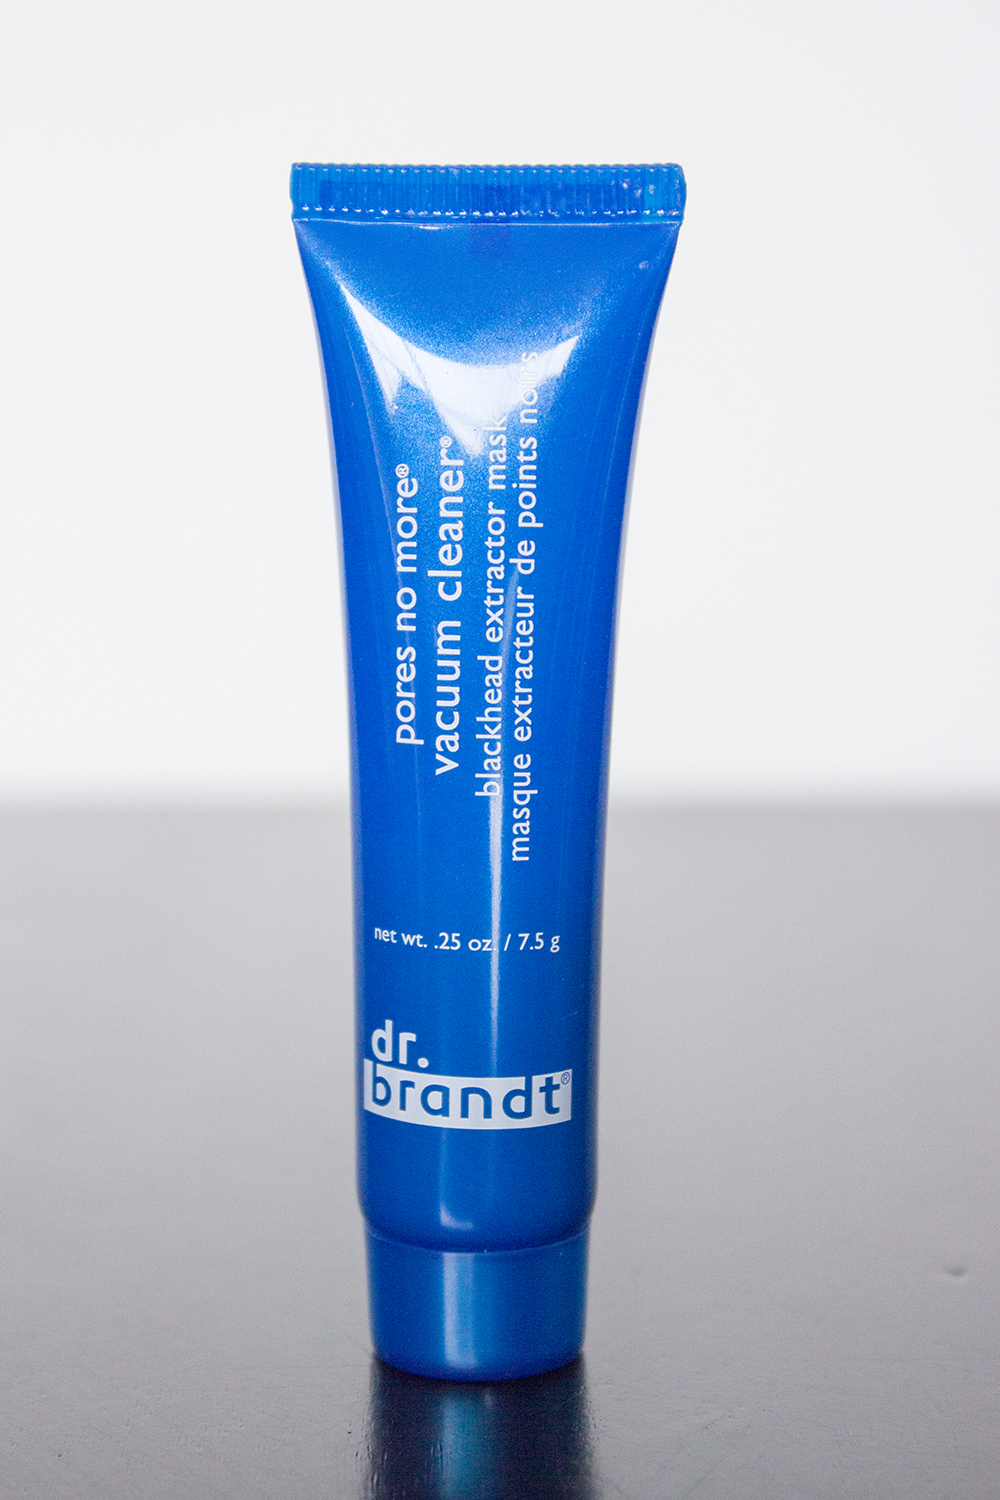 pores no more®
vacuum cleaner®
blackhead extractor mask
masque extracteur de points noirs
net wt. .25 oz. / 7.5 g
dr.
brandt®